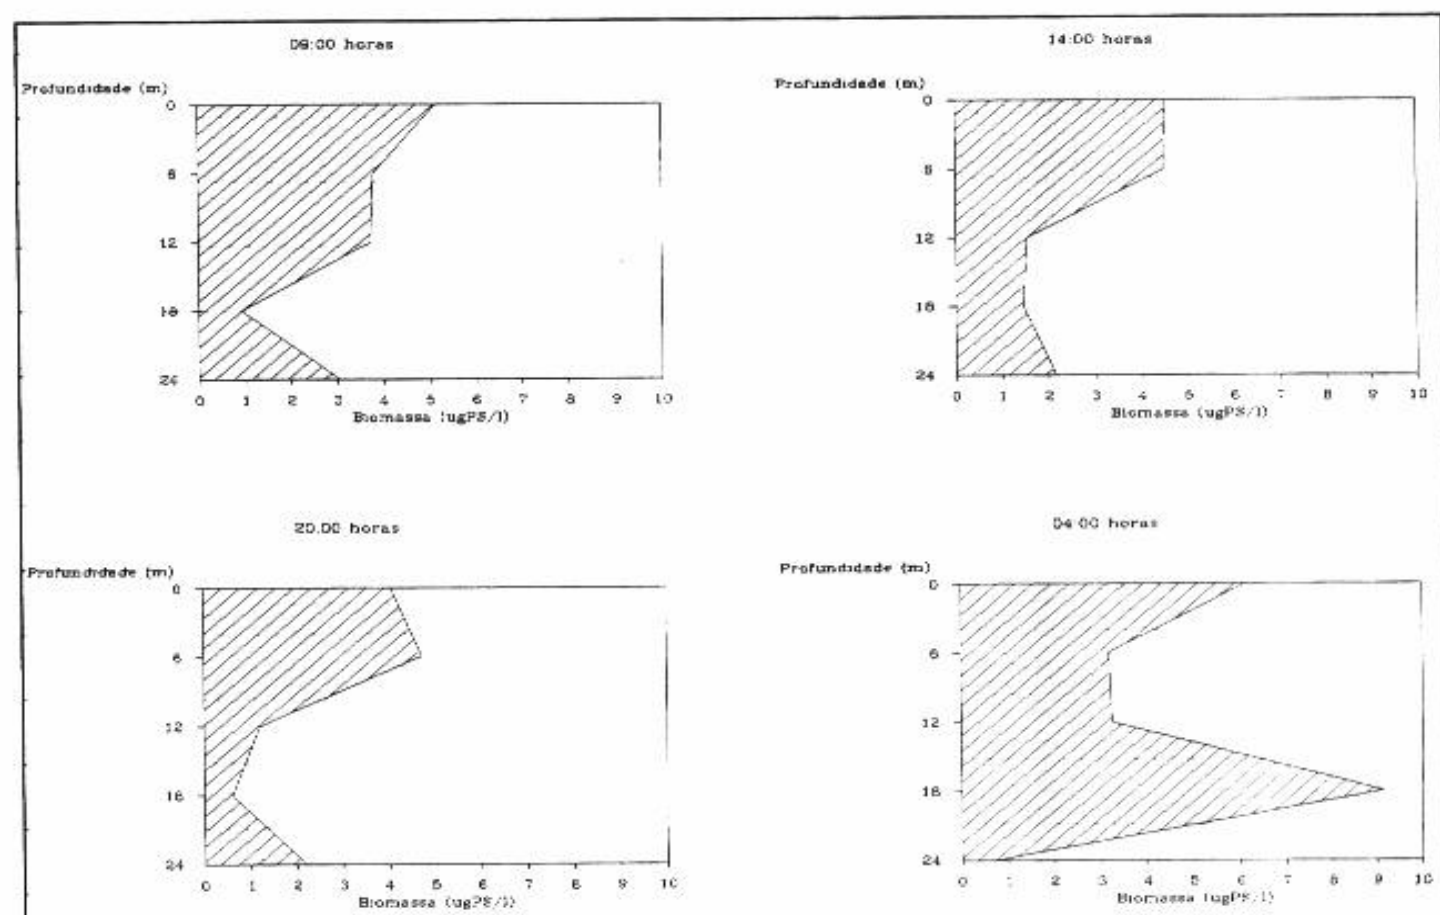 08:00 horas
Profundidade (m)
0
6
12
18
24
0 1 2 3 4 5 6 7 8 9 10
Biomassa (ugPS/l)
14:00 horas
Profundidade (m)
0
6
12
18
24
0 1 2 3 4 5 6 7 8 9 10
Biomassa (ugPS/l)
20:00 horas
Profundidade (m)
0
6
12
18
24
0 1 2 3 4 5 6 7 8 9 10
Biomassa (ugPS/l)
04:00 horas
Profundidade (m)
0
6
12
18
24
0 1 2 3 4 5 6 7 8 9 10
Biomassa (ugPS/l)